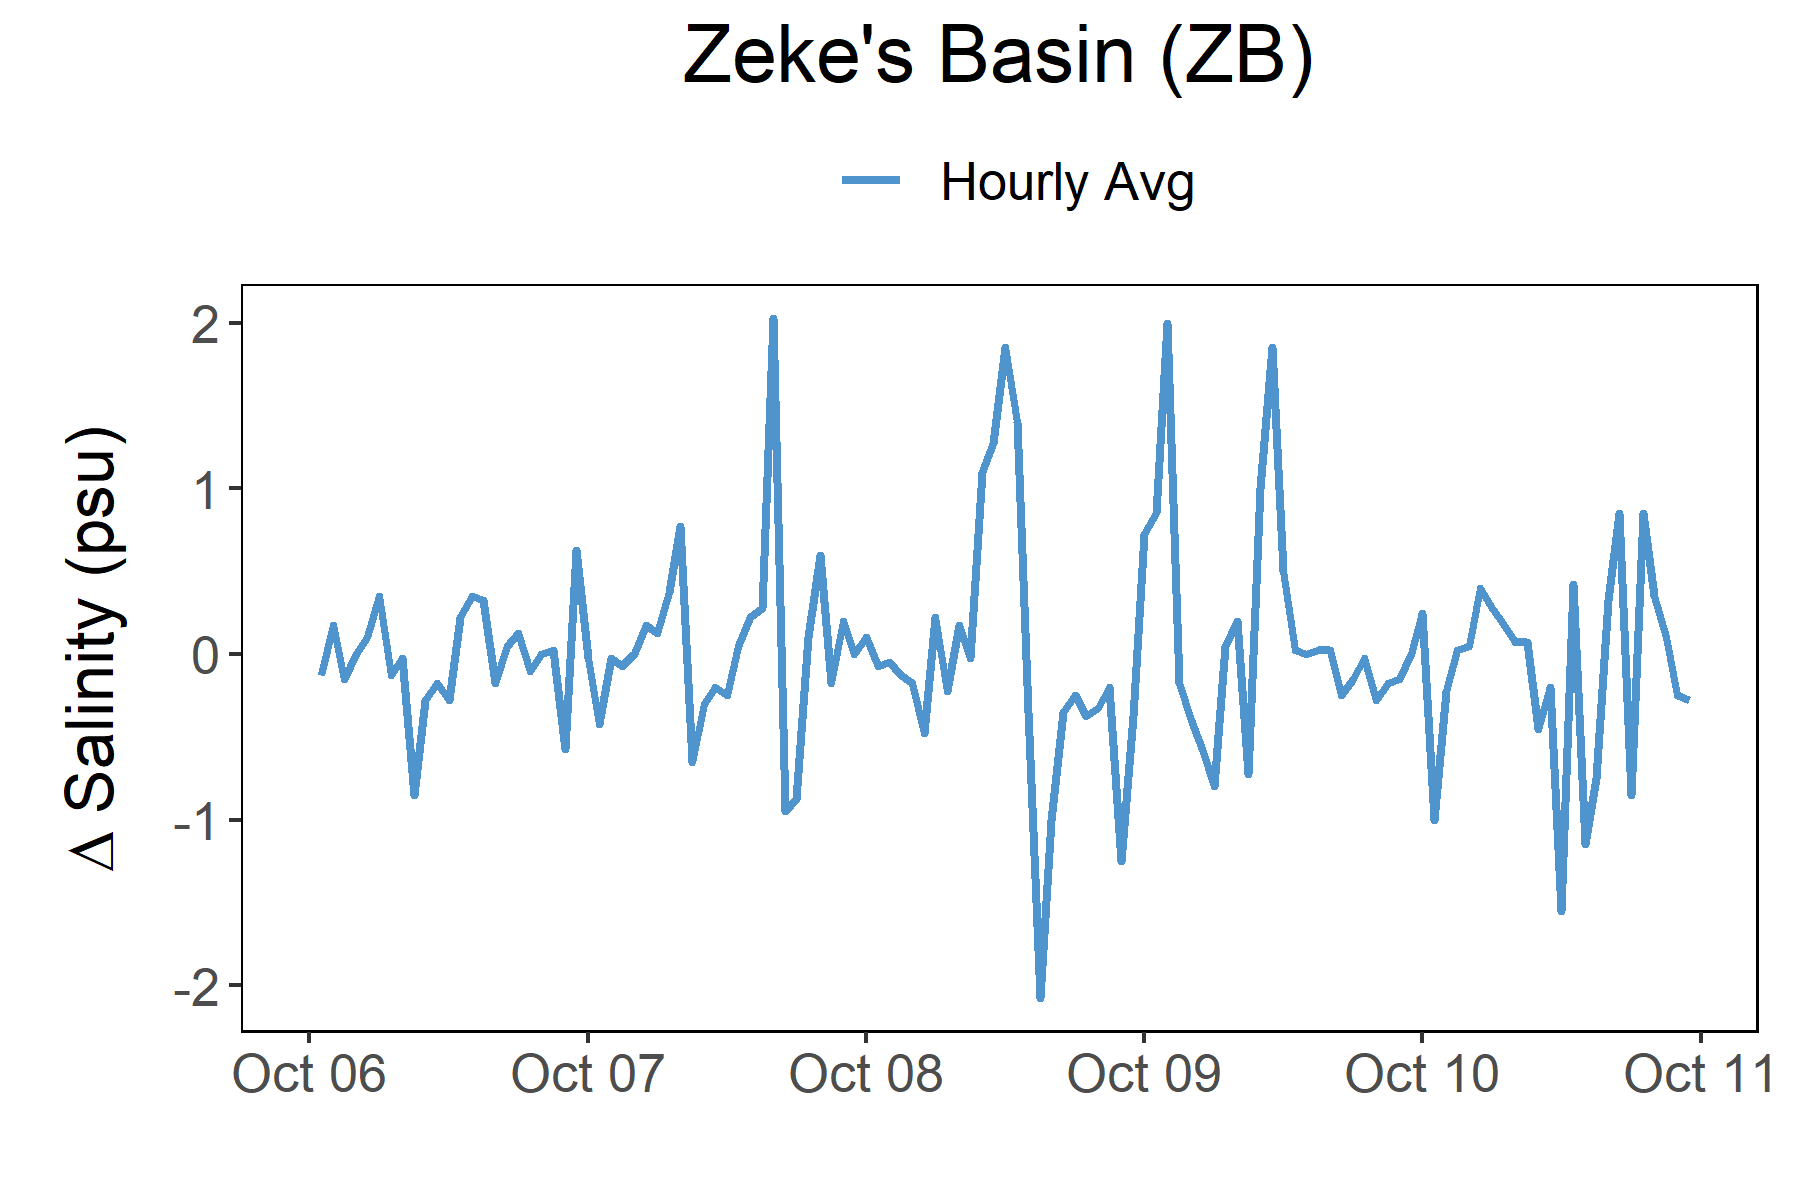 Zeke's Basin (ZB)
Hourly Avg
Δ Salinity (psu)
2
1
0
-1
-2
Oct 06 Oct 07 Oct 08 Oct 09 Oct 10 Oct 11